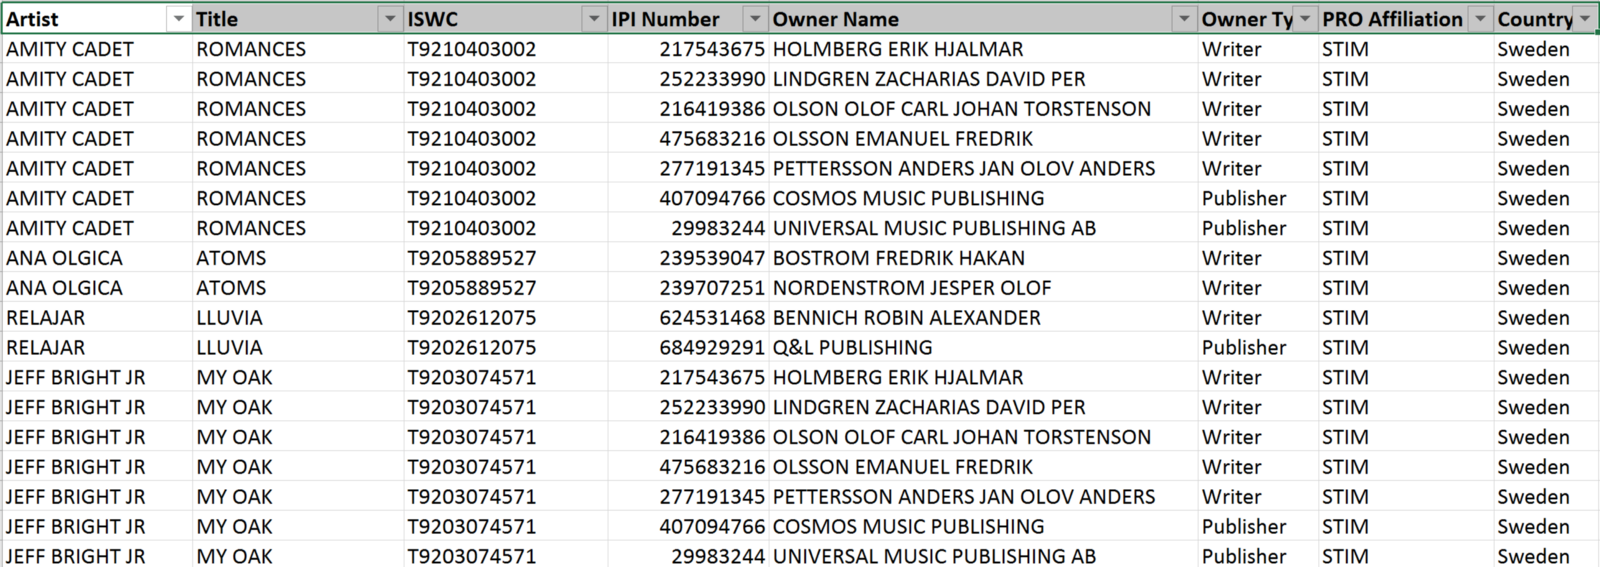 Artist Title ISWC IPI Number Owner Name Owner Ty PRO Affiliation Country
AMITY CADET ROMANCES T9210403002 217543675 HOLMBERG ERIK HJALMAR Writer STIM Sweden
AMITY CADET ROMANCES T9210403002 252233990 LINDGREN ZACHARIAS DAVID PER Writer STIM Sweden
AMITY CADET ROMANCES T9210403002 216419386 OLSON OLOF CARL JOHAN TORSTENSON Writer STIM Sweden
AMITY CADET ROMANCES T9210403002 475683216 OLSSON EMANUEL FREDRIK Writer STIM Sweden
AMITY CADET ROMANCES T9210403002 277191345 PETTERSSON ANDERS JAN OLOV ANDERS Writer STIM Sweden
AMITY CADET ROMANCES T9210403002 407094766 COSMOS MUSIC PUBLISHING Publisher STIM Sweden
AMITY CADET ROMANCES T9210403002 29983244 UNIVERSAL MUSIC PUBLISHING AB Publisher STIM Sweden
ANA OLGICA ATOMS T9205889527 239539047 BOSTROM FREDRIK HAKAN Writer STIM Sweden
ANA OLGICA ATOMS T9205889527 239707251 NORDENSTROM JESPER OLOF Writer STIM Sweden
RELAJAR LLUVIA T9202612075 624531468 BENNICH ROBIN ALEXANDER Writer STIM Sweden
RELAJAR LLUVIA T9202612075 684929291 Q&L PUBLISHING Publisher STIM Sweden
JEFF BRIGHT JR MY OAK T9203074571 217543675 HOLMBERG ERIK HJALMAR Writer STIM Sweden
JEFF BRIGHT JR MY OAK T9203074571 252233990 LINDGREN ZACHARIAS DAVID PER Writer STIM Sweden
JEFF BRIGHT JR MY OAK T9203074571 216419386 OLSON OLOF CARL JOHAN TORSTENSON Writer STIM Sweden
JEFF BRIGHT JR MY OAK T9203074571 475683216 OLSSON EMANUEL FREDRIK Writer STIM Sweden
JEFF BRIGHT JR MY OAK T9203074571 277191345 PETTERSSON ANDERS JAN OLOV ANDERS Writer STIM Sweden
JEFF BRIGHT JR MY OAK T9203074571 407094766 COSMOS MUSIC PUBLISHING Publisher STIM Sweden
JEFF BRIGHT JR MY OAK T9203074571 29983244 UNIVERSAL MUSIC PUBLISHING AB Publisher STIM Sweden